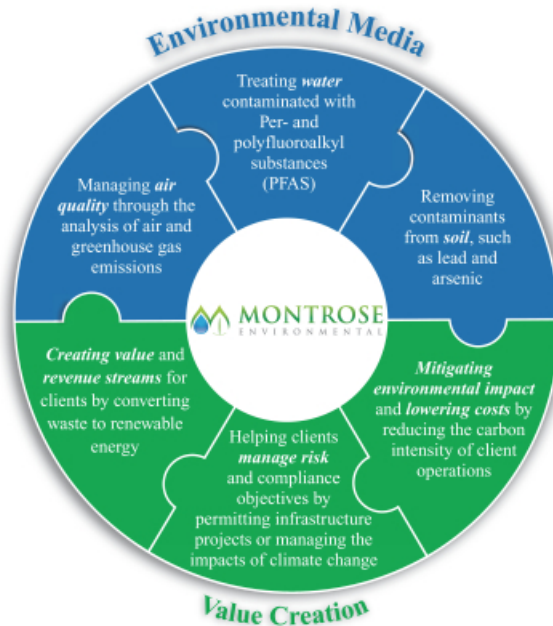 Environmental Media
Treating water
contaminated with
Per- and
polyfluoroalkyl
substances
(PFAS)
Managing air
quality through the
analysis of air and
greenhouse gas
emissions
Removing
contaminants
from soil, such
as lead and
arsenic
MONTROSE
ENVIRONMENTAL
Creating value and
revenue streams for
clients by converting
waste to renewable
energy
Helping clients
manage risk
and compliance
objectives by
permitting infrastructure
projects or managing the
impacts of climate change
Mitigating
environmental impact
and lowering costs by
reducing the carbon
intensity of client
operations
Value Creation